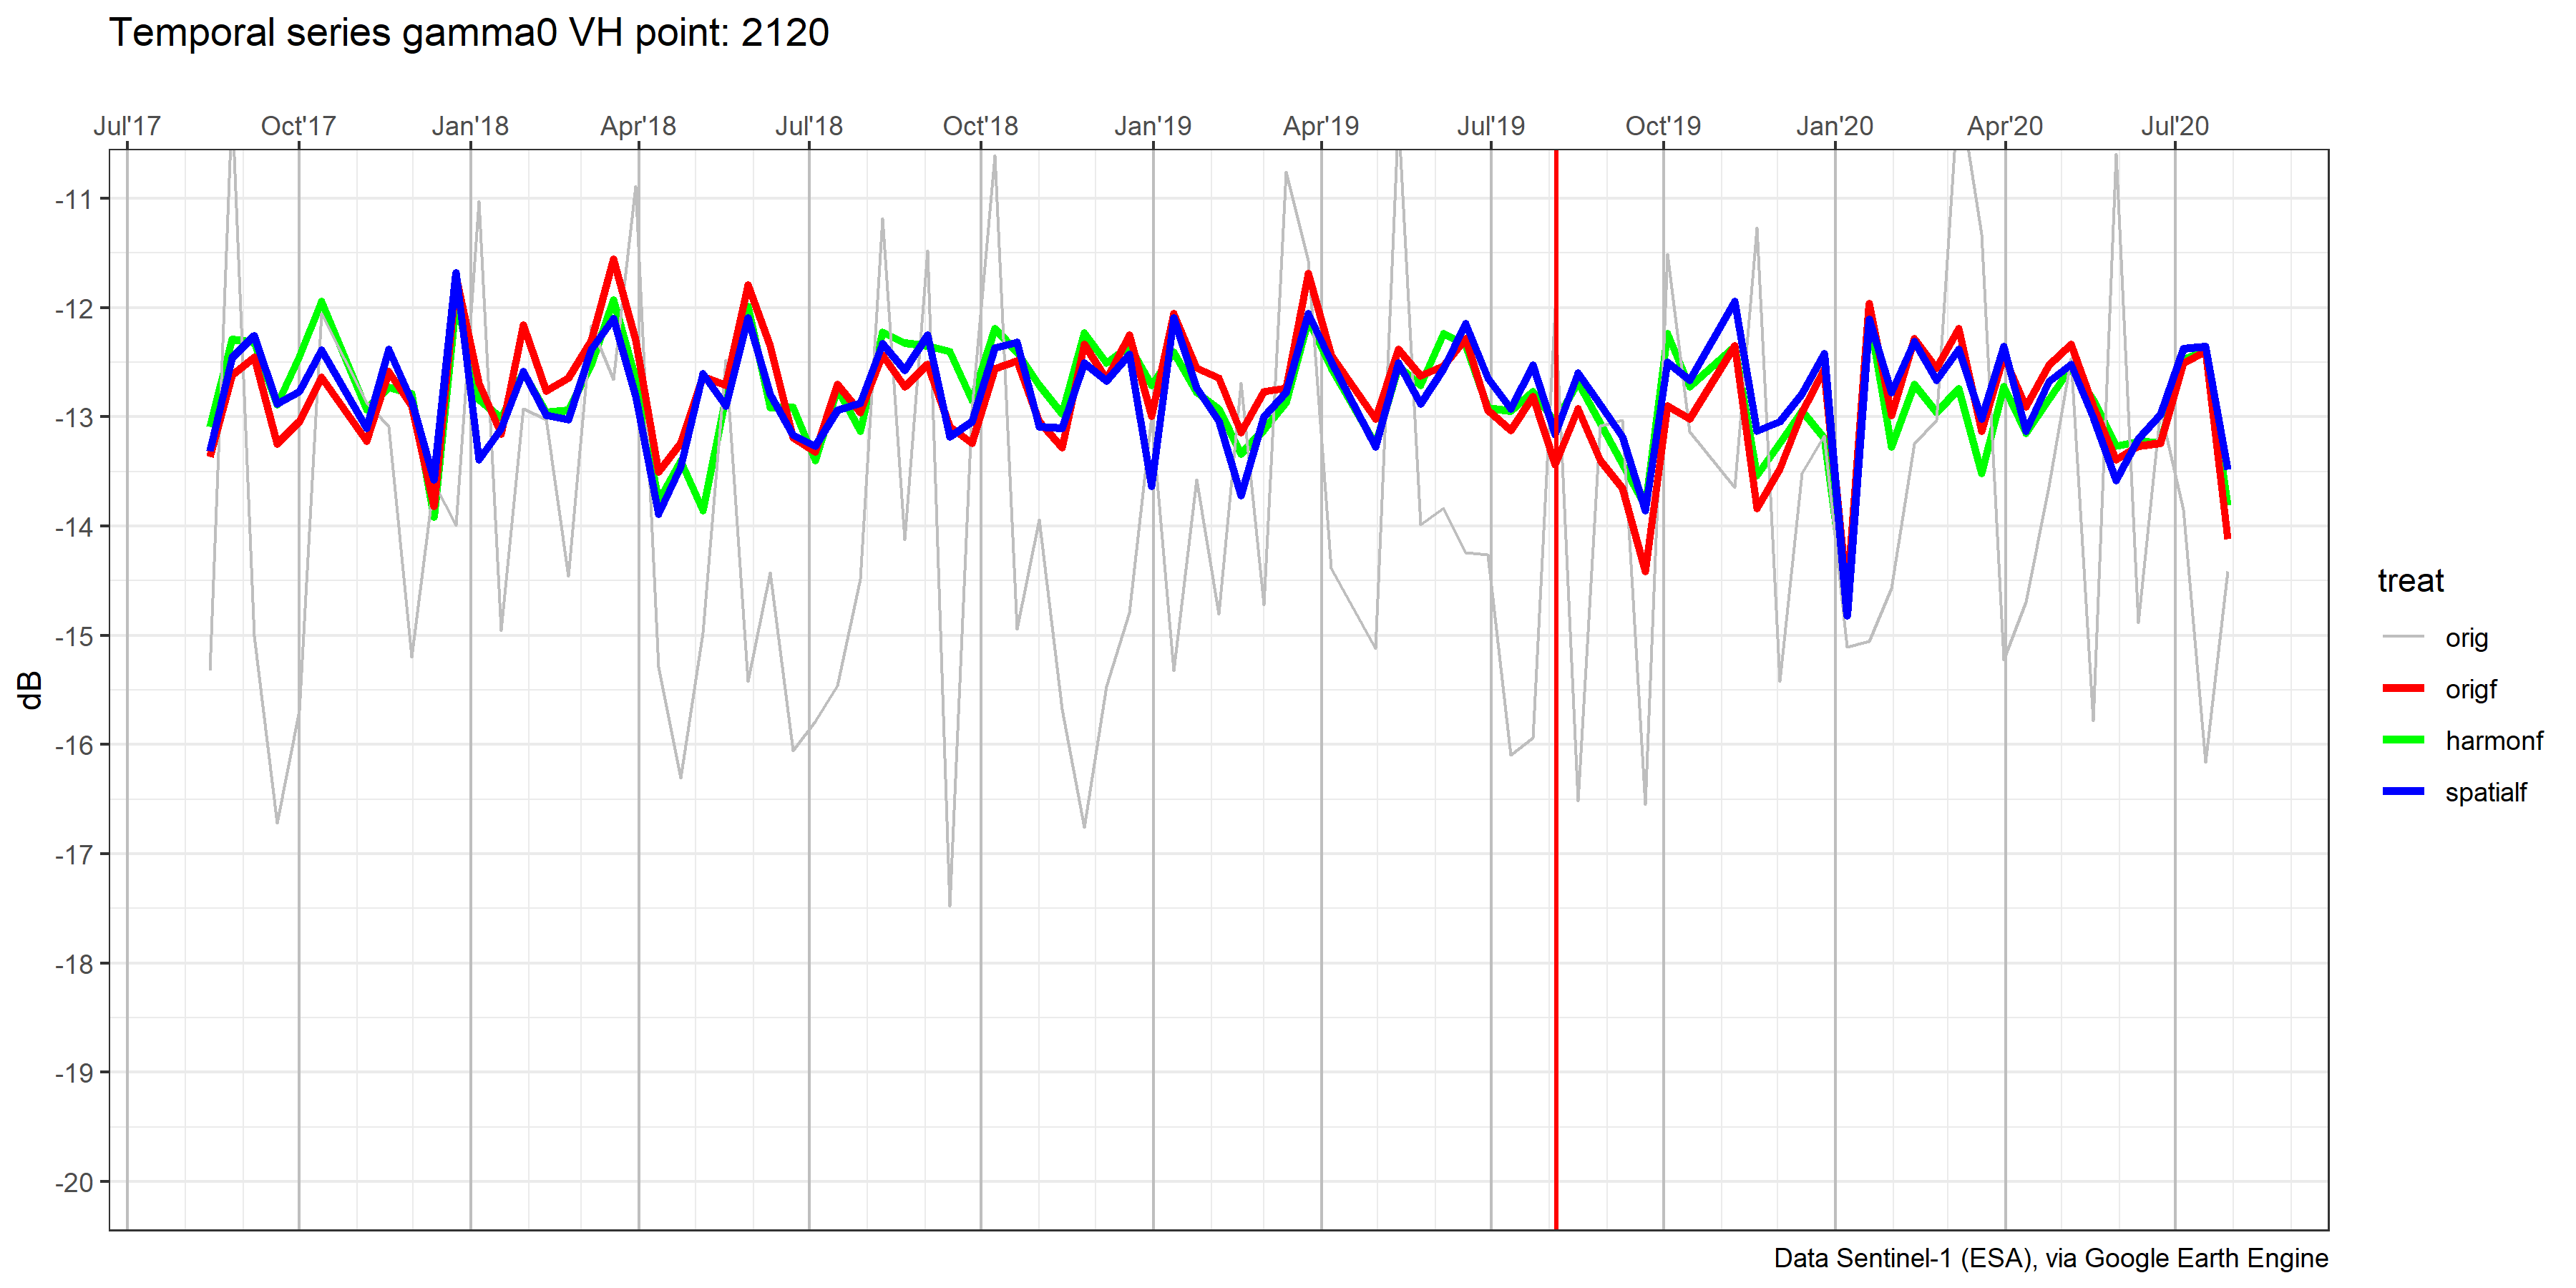 Temporal series gamma0 VH point: 2120
Jul'17 Oct'17 Jan'18 Apr'18 Jul'18 Oct'18 Jan'19 Apr'19 Jul'19 Oct'19 Jan'20 Apr'20 Jul'20
-11
-12
-13
-14
-15
-16
-17
-18
-19
-20
dB
treat
orig
origf
harmonf
spatialf
Data Sentinel-1 (ESA), via Google Earth Engine